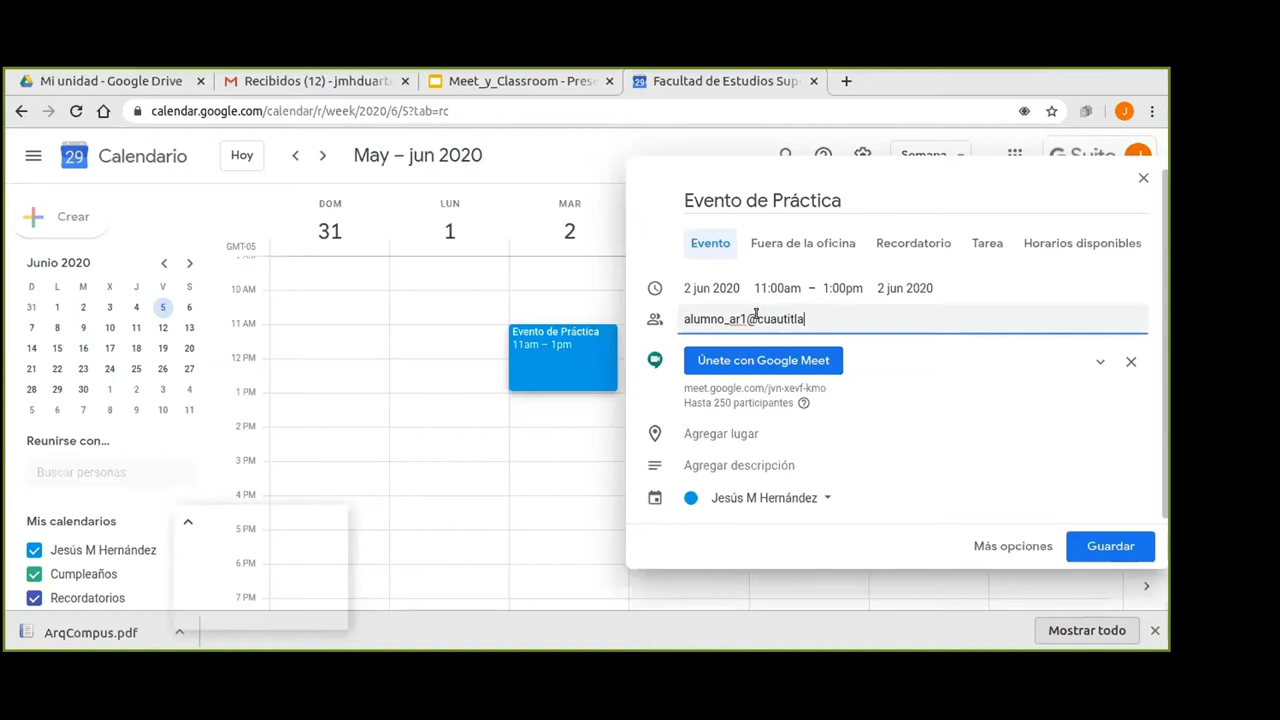 Mi unidad - Google Drive
Recibidos (12) - jmhduarte
Meet_y_Classroom - Prese
Facultad de Estudios Sup
calendar.google.com/calendar/r/week/2020/6/5?tab=rc
J
29
Calendario
Hoy
May – jun 2020
Semana
G Suite
Crear
DOM
31
LUN
1
MAR
2
GMT-05
Junio 2020
D L M M J V S
31 1 2 3 4 5 6
7 8 9 10 11 12 13
14 15 16 17 18 19 20
21 22 23 24 25 26 27
28 29 30 1 2 3 4
5 6 7 8 9 10 11
Reunirse con...
Buscar personas
Mis calendarios
Jesús M Hernández
Cumpleaños
Recordatorios
10 AM
11 AM
12 PM
1 PM
2 PM
3 PM
4 PM
5 PM
6 PM
7 PM
Evento de Práctica
11am – 1pm
Evento de Práctica
Evento
Fuera de la oficina
Recordatorio
Tarea
Horarios disponibles
2 jun 2020 11:00am – 1:00pm 2 jun 2020
alumno_ar1@cuautitla
Únete con Google Meet
meet.google.com/jvn-xevf-kmo
Hasta 250 participantes
Agregar lugar
Agregar descripción
Jesús M Hernández
Más opciones
Guardar
ArqCompus.pdf
Mostrar todo